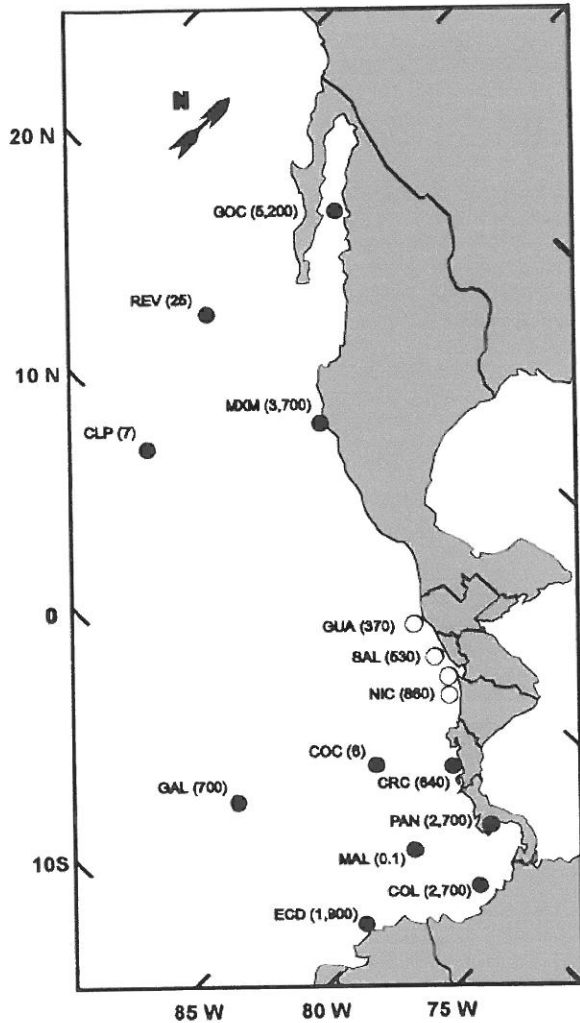 N
20 N
GOC (5,200)
REV (25)
10 N
MXM (3,700)
CLP (7)
0
GUA (370)
SAL (530)
NIC (860)
COC (6)
GAL (700)
CRC (640)
PAN (2,700)
MAL (0.1)
10S
COL (2,700)
ECD (1,900)
85 W
80 W
75 W